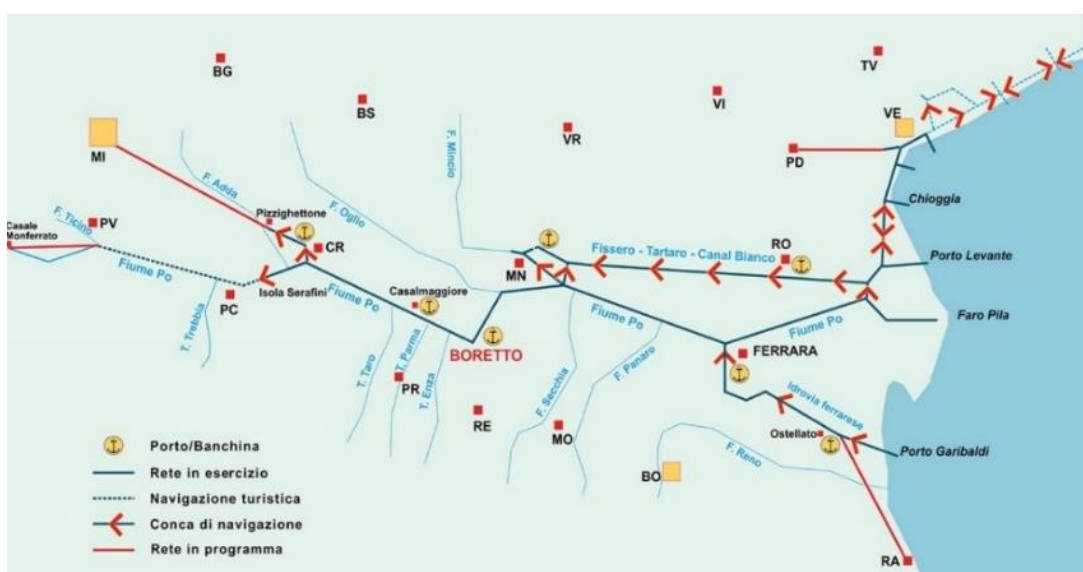 BG
BS
TV
VI
VE
MI
VR
PD
F. Mincio
F. Adda
F. Oglio
Pizzighettone
Chioggia
Casale
Monferrato
F. Ticino
PV
CR
MN
Fissero - Tartaro - Canal Bianco
RO
Porto Levante
Fiume Po
Isola Serafini
PC
Fiume Po
Casalmaggiore
Fiume Po
Fiume Po
Faro Pila
T. Trebbia
BORETTO
FERRARA
T. Taro
T. Parma
T. Enza
PR
F. Secchia
F. Panaro
Idrovia ferrarese
RE
MO
Ostellato
Porto Garibaldi
BO
F. Reno
RA
Porto/Banchina
Rete in esercizio
Navigazione turistica
Conca di navigazione
Rete in programma